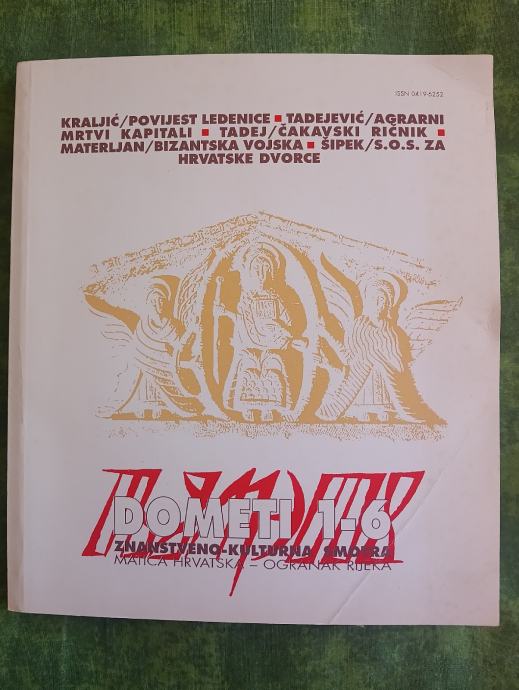 ISSN 0419-6252
KRALJIĆ/POVIJEST LEDENICE ▪ TADEJEVIĆ/AGRARNI
MRTVI KAPITALI ▪ TADEJ/ČAKAVSKI RIČNIK ▪
MATERLJAN/BIZANTSKA VOJSKA ▪ ŠIPEK/S.O.S. ZA
HRVATSKE DVORCE
DOMETI 1-6
ZNANSTVENO-KULTURNA SMOTRA
MATICA HRVATSKA – OGRANAK RIJEKA